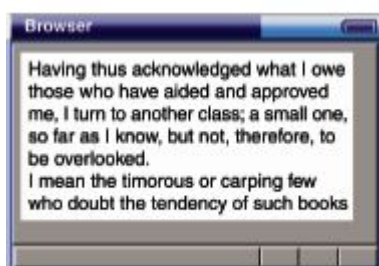 Browser
Having thus acknowledged what I owe
those who have aided and approved
me, I turn to another class; a small one,
so far as I know, but not, therefore, to
be overlooked.
I mean the timorous or carping few
who doubt the tendency of such books